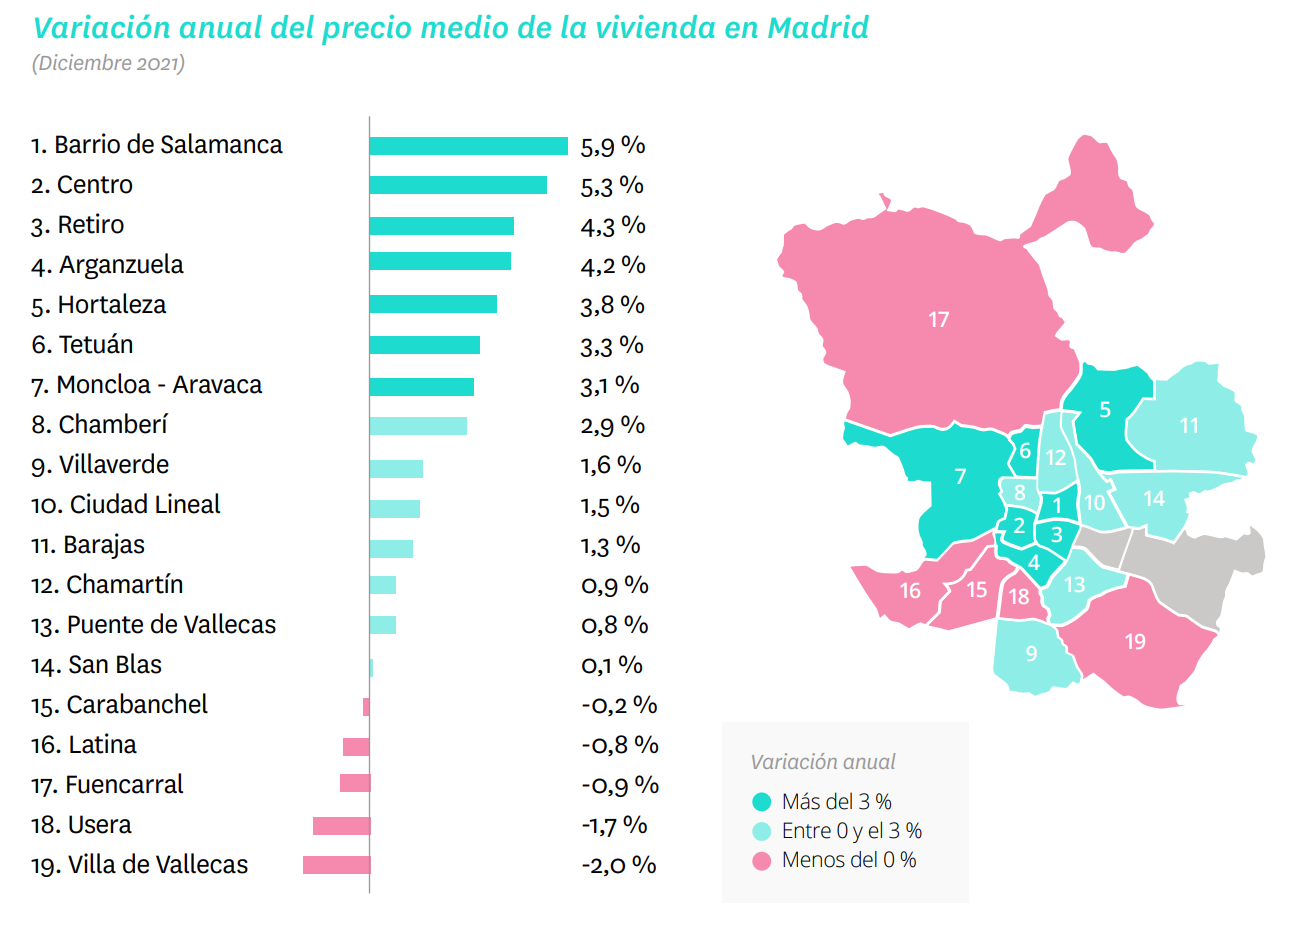 Variación anual del precio medio de la vivienda en Madrid
(Diciembre 2021)
1. Barrio de Salamanca 5,9 %
2. Centro 5,3 %
3. Retiro 4,3 %
4. Arganzuela 4,2 %
5. Hortaleza 3,8 %
6. Tetuán 3,3 %
7. Moncloa - Aravaca 3,1 %
8. Chamberí 2,9 %
9. Villaverde 1,6 %
10. Ciudad Lineal 1,5 %
11. Barajas 1,3 %
12. Chamartín 0,9 %
13. Puente de Vallecas 0,8 %
14. San Blas 0,1 %
15. Carabanchel -0,2 %
16. Latina -0,8 %
17. Fuencarral -0,9 %
18. Usera -1,7 %
19. Villa de Vallecas -2,0 %
17
5
11
6
12
7
8
1
10
14
2
3
4
16
15
18
13
9
19
Variación anual
Más del 3 %
Entre 0 y el 3 %
Menos del 0 %